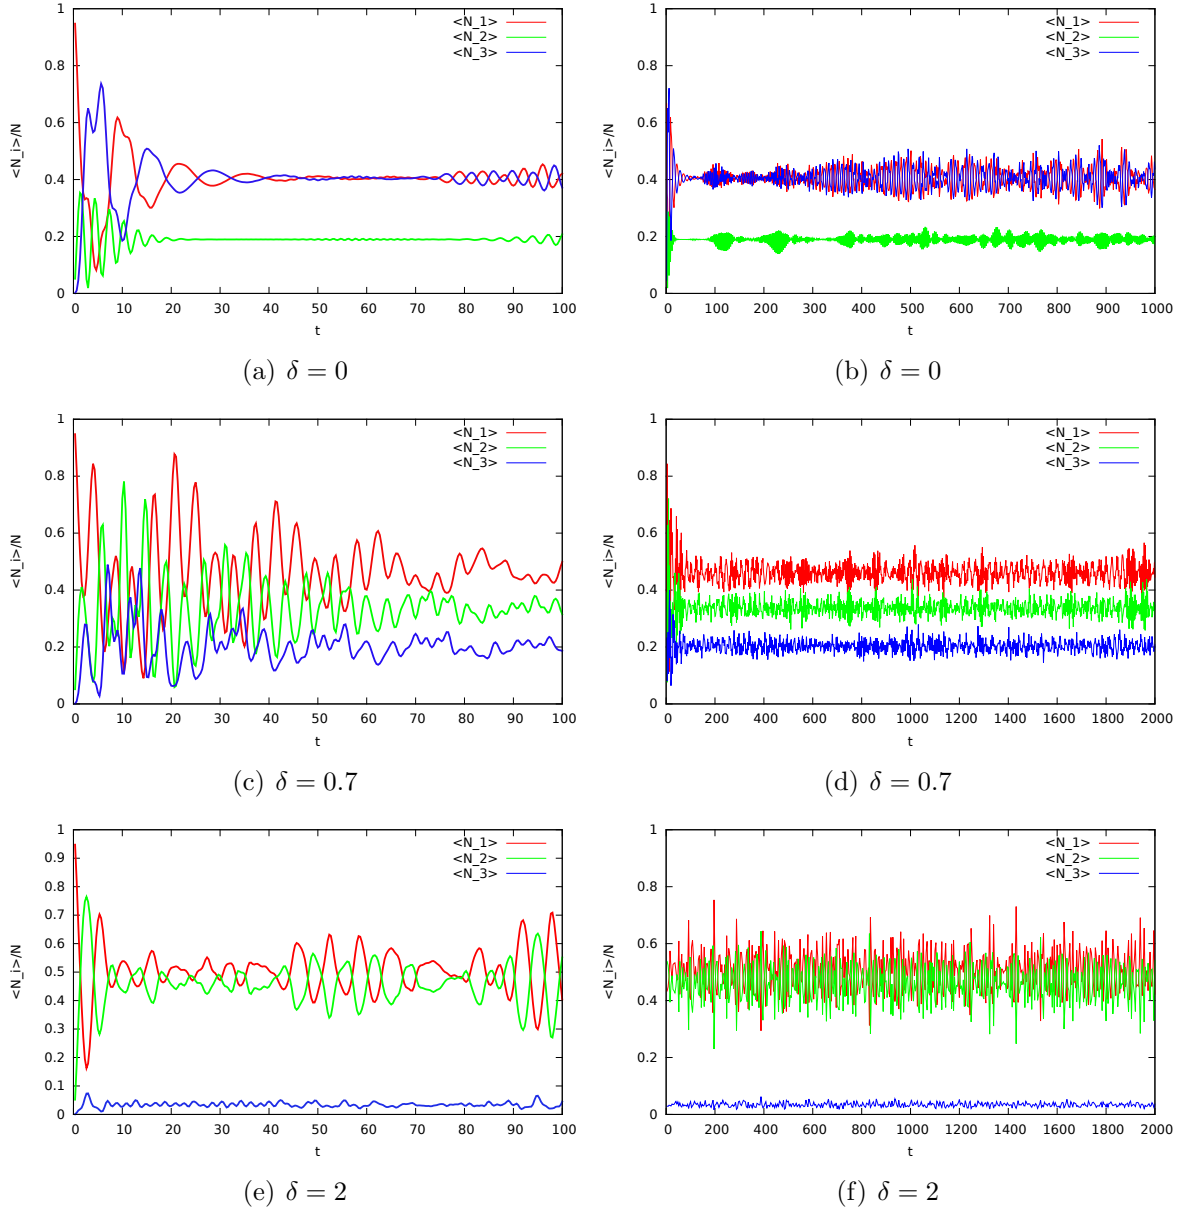 <N_1>
<N_2>
<N_3>
<N_i>/N
1
0.8
0.6
0.4
0.2
0
0 10 20 30 40 50 60 70 80 90 100
t
(a) δ = 0
<N_1>
<N_2>
<N_3>
<N_i>/N
1
0.8
0.6
0.4
0.2
0
0 100 200 300 400 500 600 700 800 900 1000
t
(b) δ = 0
<N_1>
<N_2>
<N_3>
<N_i>/N
1
0.8
0.6
0.4
0.2
0
0 10 20 30 40 50 60 70 80 90 100
t
(c) δ = 0.7
<N_1>
<N_2>
<N_3>
<N_i>/N
1
0.8
0.6
0.4
0.2
0
0 200 400 600 800 1000 1200 1400 1600 1800 2000
t
(d) δ = 0.7
<N_1>
<N_2>
<N_3>
<N_i>/N
1
0.9
0.8
0.7
0.6
0.5
0.4
0.3
0.2
0.1
0
0 10 20 30 40 50 60 70 80 90 100
t
(e) δ = 2
<N_1>
<N_2>
<N_3>
<N_i>/N
1
0.8
0.6
0.4
0.2
0
0 200 400 600 800 1000 1200 1400 1600 1800 2000
t
(f) δ = 2